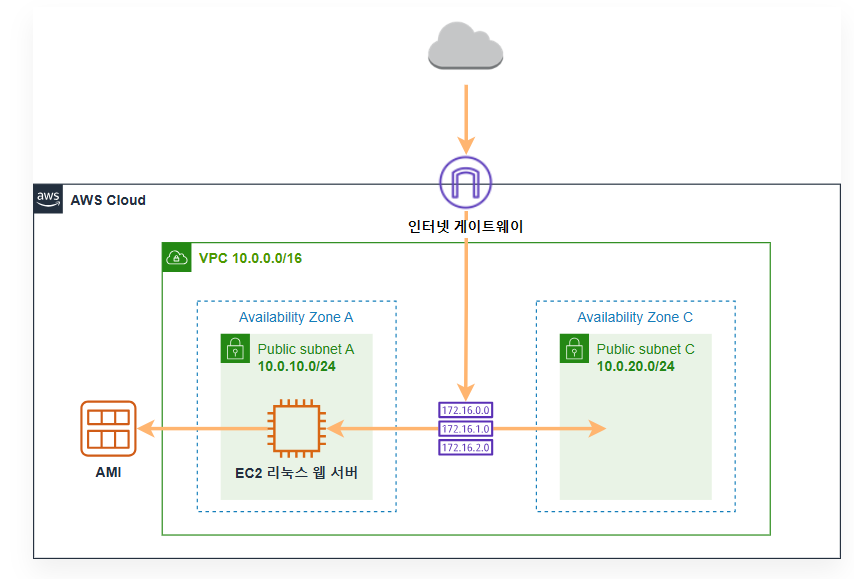 aws
AWS Cloud
인터넷 게이트웨이
VPC 10.0.0.0/16
Availability Zone A
Availability Zone C
Public subnet A
10.0.10.0/24
Public subnet C
10.0.20.0/24
172.16.0.0
172.16.1.0
172.16.2.0
AMI
EC2 리눅스 웹 서버